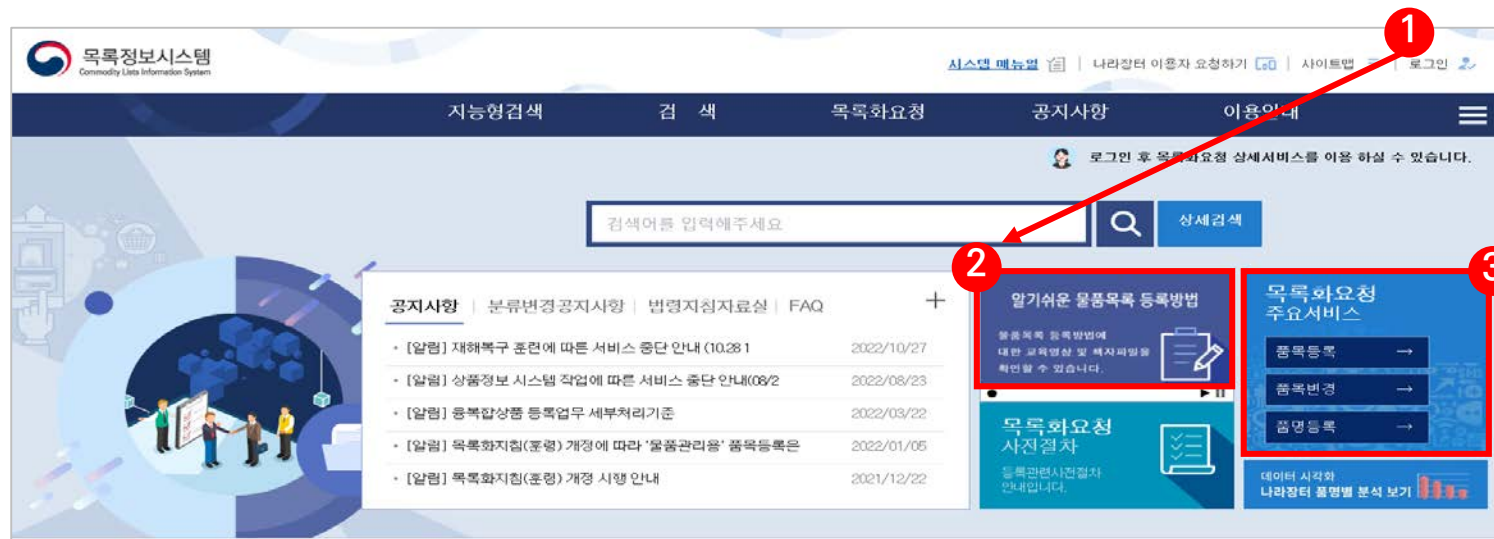 1
목록정보시스템
Commodity Lists Information System
시스템 매뉴얼 | 나라장터 이용자 요청하기 | 사이트맵 | 로그인
지능형검색 검 색 목록화요청 공지사항 이용안내
로그인 후 목록화요청 상세서비스를 이용 하실 수 있습니다.
검색어를 입력해주세요
상세검색
2
3
공지사항 | 분류변경공지사항 | 법령지침자료실 | FAQ +
• [알림] 재해복구 훈련에 따른 서비스 중단 안내 (10.28 1 2022/10/27
• [알림] 상품정보 시스템 작업에 따른 서비스 중단 안내(08/2 2022/08/23
• [알림] 융복합상품 등록업무 세부처리기준 2022/03/22
• [알림] 목록화지침(훈령) 개정에 따라 '물품관리용' 품목등록은 2022/01/05
• [알림] 목록화지침(훈령) 개정 시행 안내 2021/12/22
알기쉬운 물품목록 등록방법
물품목록 등록방법에
대한 교육영상 및 책자파일을
확인할 수 있습니다.
목록화요청
사전절차
등록관련사전절차
안내입니다.
목록화요청
주요서비스
품목등록 →
품목변경 →
품명등록 →
데이터 시각화
나라장터 품명별 분석 보기